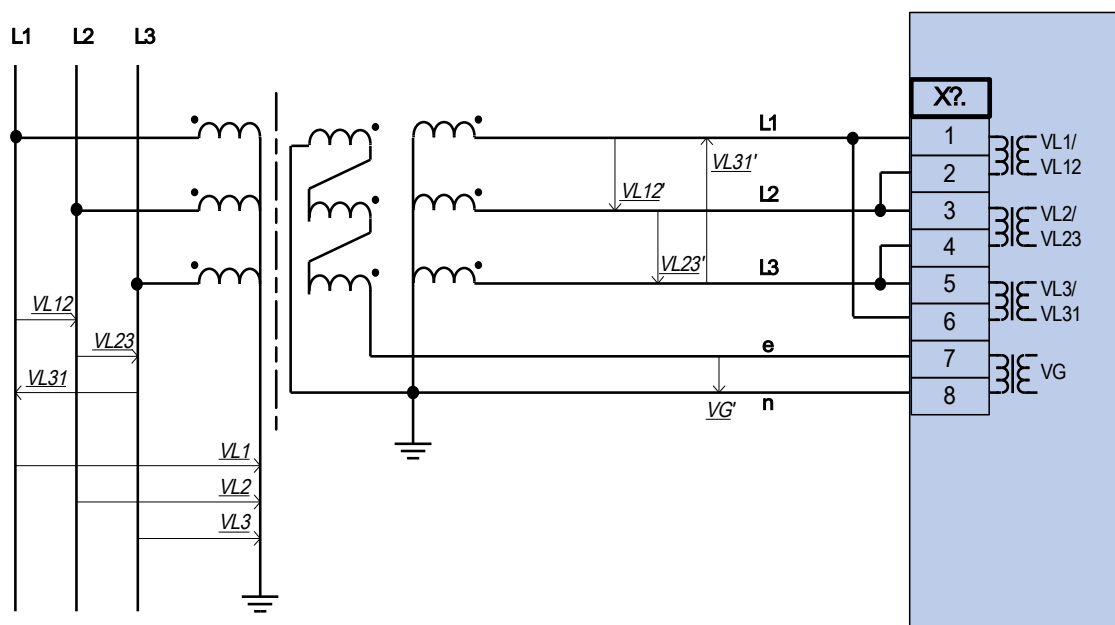 L1 L2 L3
X?.
L1
1
VL1/
VL12
VL31'
2
VL12'
L2
3
VL2/
VL23
4
VL23'
L3
5
VL3/
VL31
6
VL12
VL23
e
7
VG
VL31
n
8
VG'
VL1
VL2
VL3